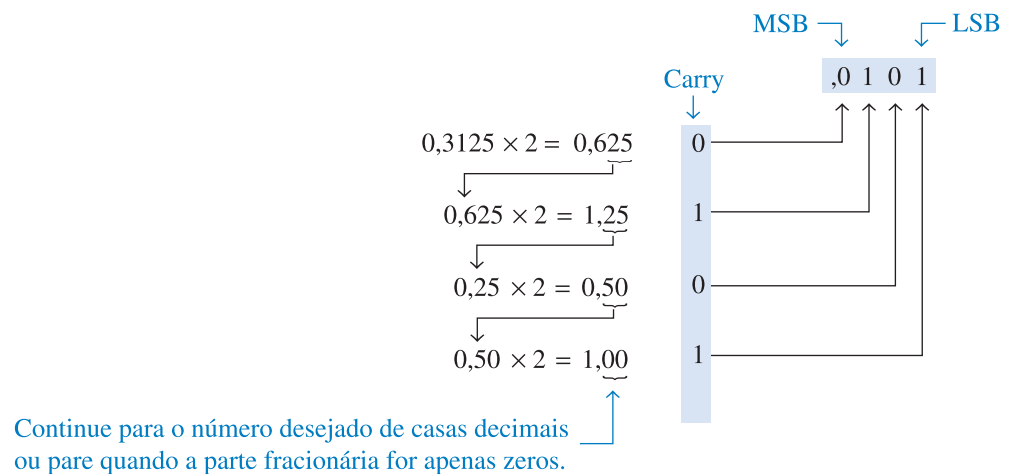 MSB LSB
,0 1 0 1
Carry
0,3125 × 2 = 0,625 0
0,625 × 2 = 1,25 1
0,25 × 2 = 0,50 0
0,50 × 2 = 1,00 1
Continue para o número desejado de casas decimais
ou pare quando a parte fracionária for apenas zeros.